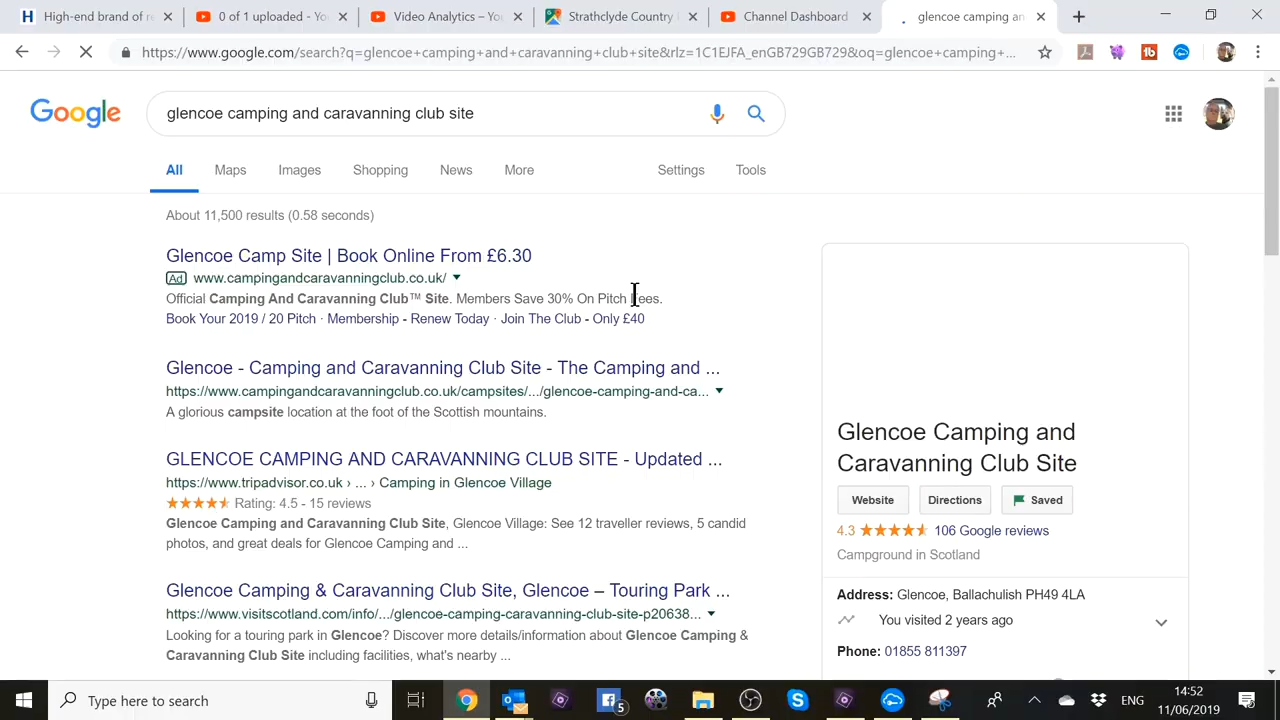 High-end brand of r
0 of 1 uploaded - Yo
Video Analytics – Yo
Strathclyde Country
Channel Dashboard
glencoe camping an
https://www.google.com/search?q=glencoe+camping+and+caravanning+club+site&rlz=1C1EJFA_enGB729GB729&oq=glencoe+camping+...
Google
glencoe camping and caravanning club site
All Maps Images Shopping News More Settings Tools
About 11,500 results (0.58 seconds)
Glencoe Camp Site | Book Online From £6.30
Ad www.campingandcaravanningclub.co.uk/
Official Camping And Caravanning Club™ Site. Members Save 30% On Pitch Fees.
Book Your 2019 / 20 Pitch · Membership - Renew Today · Join The Club - Only £40
Glencoe - Camping and Caravanning Club Site - The Camping and ...
https://www.campingandcaravanningclub.co.uk/campsites/.../glencoe-camping-and-ca...
A glorious campsite location at the foot of the Scottish mountains.
GLENCOE CAMPING AND CARAVANNING CLUB SITE - Updated ...
https://www.tripadvisor.co.uk › ... › Camping in Glencoe Village
Rating: 4.5 - 15 reviews
Glencoe Camping and Caravanning Club Site, Glencoe Village: See 12 traveller reviews, 5 candid
photos, and great deals for Glencoe Camping and ...
Glencoe Camping & Caravanning Club Site, Glencoe – Touring Park ...
https://www.visitscotland.com/info/.../glencoe-camping-caravanning-club-site-p20638...
Looking for a touring park in Glencoe? Discover more details/information about Glencoe Camping &
Caravanning Club Site including facilities, what's nearby ...
Glencoe Camping and
Caravanning Club Site
Website Directions Saved
4.3 106 Google reviews
Campground in Scotland
Address: Glencoe, Ballachulish PH49 4LA
You visited 2 years ago
Phone: 01855 811397
Type here to search
5
ENG
14:52
11/06/2019